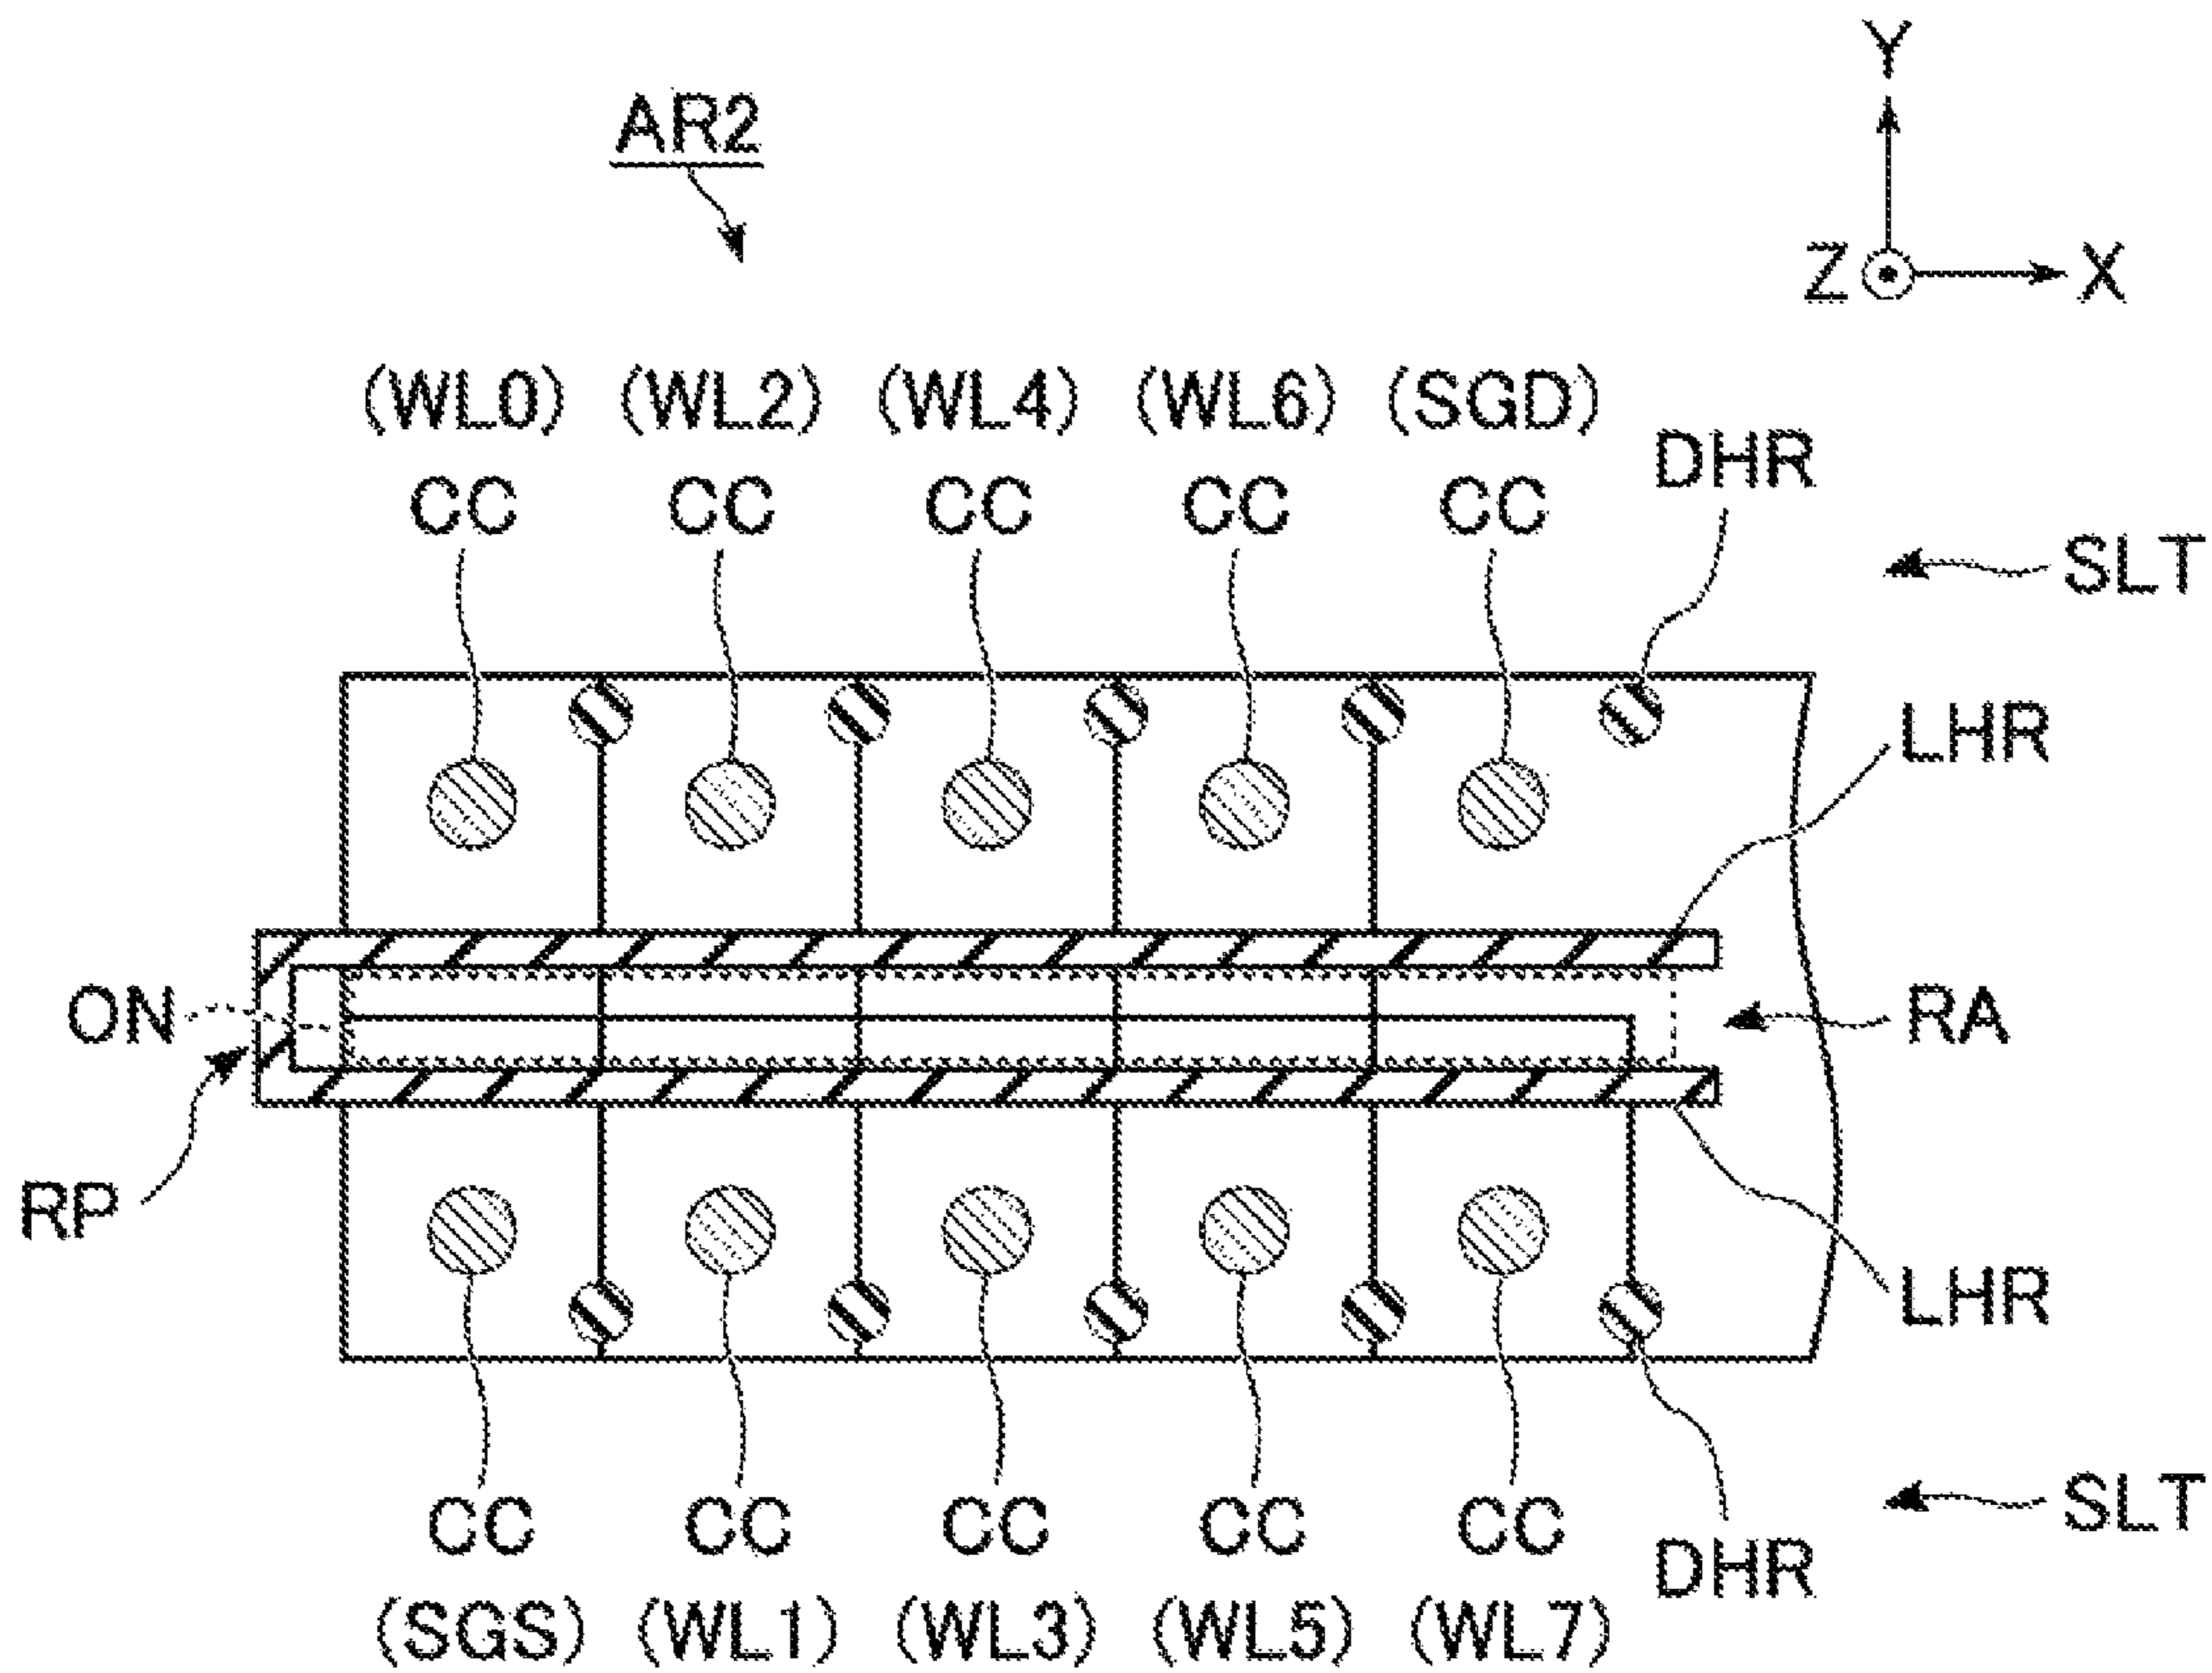 Y
AR2
Z X
(WL0) (WL2) (WL4) (WL6) (SGD)
DHR
CC CC CC CC CC
SLT
LHR
ON
RA
RP
LHR
CC CC CC CC CC
SLT
DHR
(SGS) (WL1) (WL3) (WL5) (WL7)